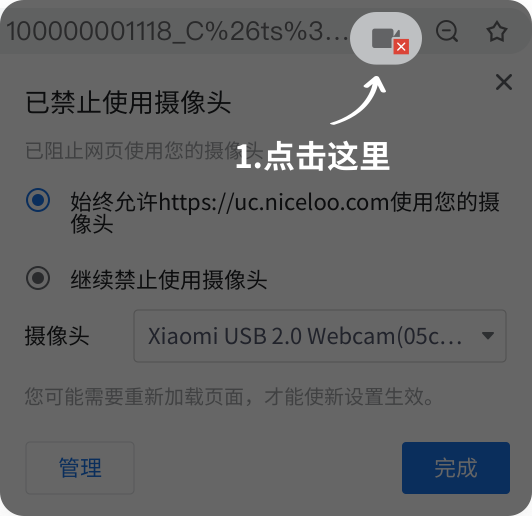 100000001118_C%26ts%3...
已禁止使用摄像头
已阻止网页使用您的摄像头
1.点击这里
始终允许https://uc.niceloo.com使用您的摄
像头
继续禁止使用摄像头
摄像头
Xiaomi USB 2.0 Webcam(05c...
您可能需要重新加载页面，才能使新设置生效。
管理
完成